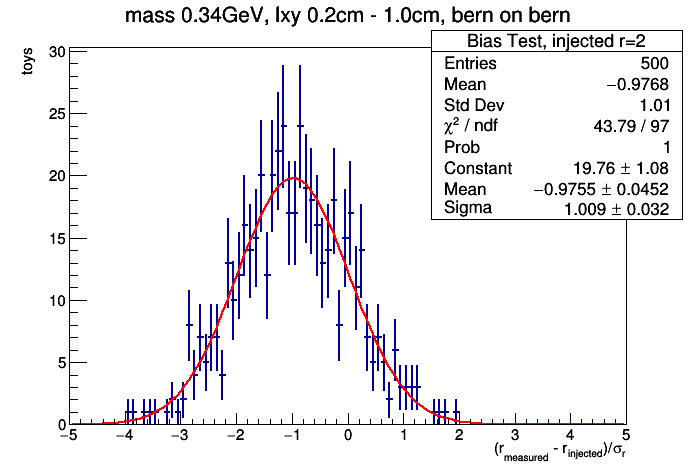 mass 0.34GeV, lxy 0.2cm - 1.0cm, bern on bern
Bias Test, injected r=2
Entries 500
Mean −0.9768
Std Dev 1.01
χ² / ndf 43.79 / 97
Prob 1
Constant 19.76 ± 1.08
Mean −0.9755 ± 0.0452
Sigma 1.009 ± 0.032
toys
30
25
20
15
10
5
0
−5 −4 −3 −2 −1 0 1 2 3 4 5
(r_measured - r_injected)/σ_r